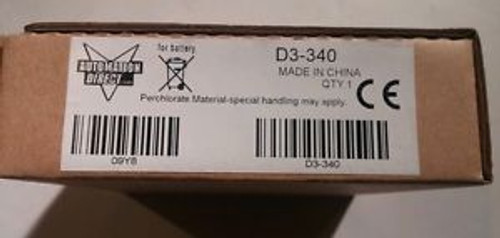 AUTOMATION
DIRECT.com
for battery
D3-340
MADE IN CHINA
QTY 1
CE
Perchlorate Material-special handling may apply.
09Y8
D3-340